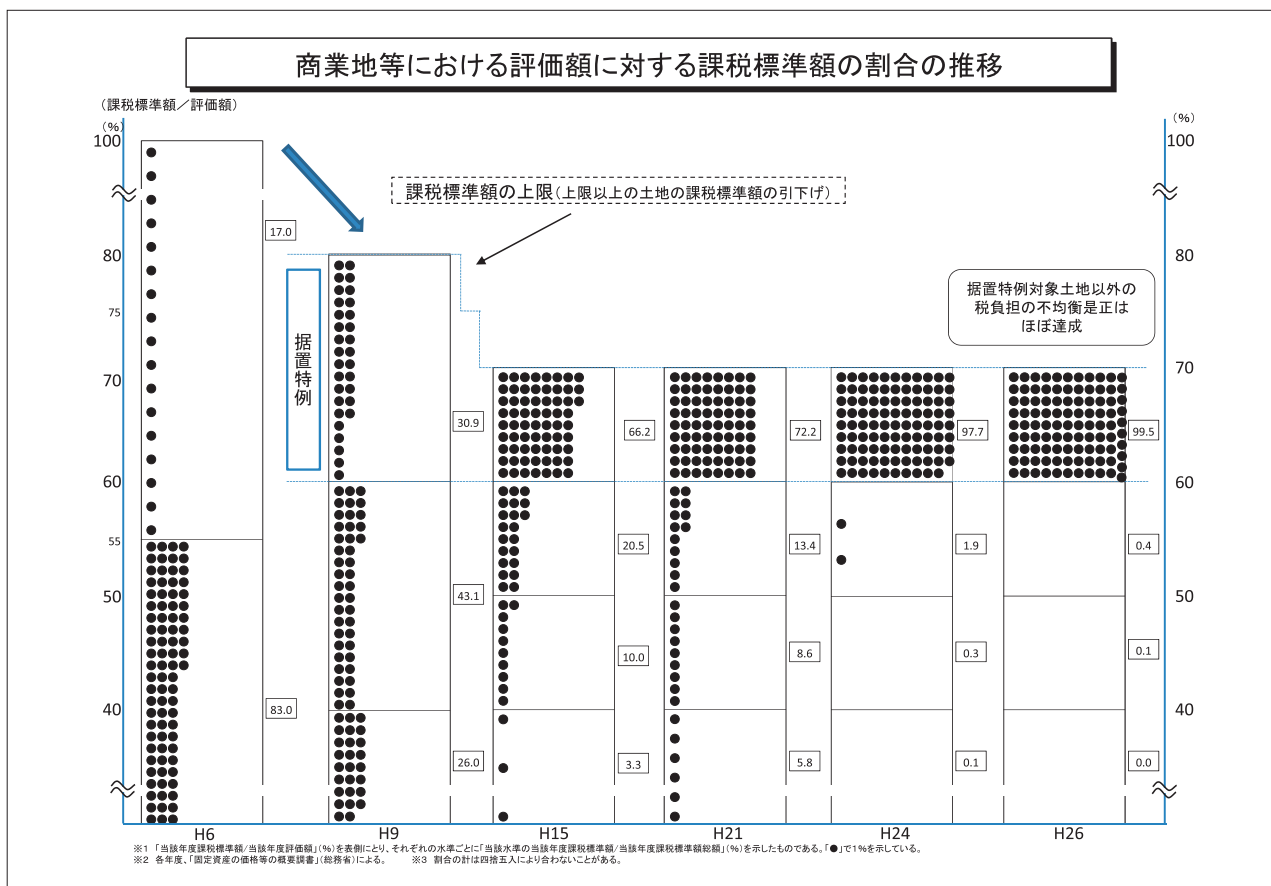 商業地等における評価額に対する課税標準額の割合の推移
（課税標準額／評価額）
（%）
（%）
100
100
課税標準額の上限（上限以上の土地の課税標準額の引下げ）
17.0
80
80
据置特例対象土地以外の
税負担の不均衡是正は
ほぼ達成
75
据置特例
70
70
30.9
66.2
72.2
97.7
99.5
60
60
55
20.5
13.4
1.9
0.4
50
50
43.1
10.0
8.6
0.3
0.1
40
40
83.0
26.0
3.3
5.8
0.1
0.0
H6
H9
H15
H21
H24
H26
※1　「当該年度課税標準額/当該年度評価額」（%）を表側にとり、それぞれの水準ごとに「当該水準の当該年度課税標準額/当該年度課税標準額総額」（%）を示したものである。「●」で1%を示している。
※2　各年度、「固定資産の価格等の概要調書」（総務省）による。　　※3　割合の計は四捨五入により合わないことがある。